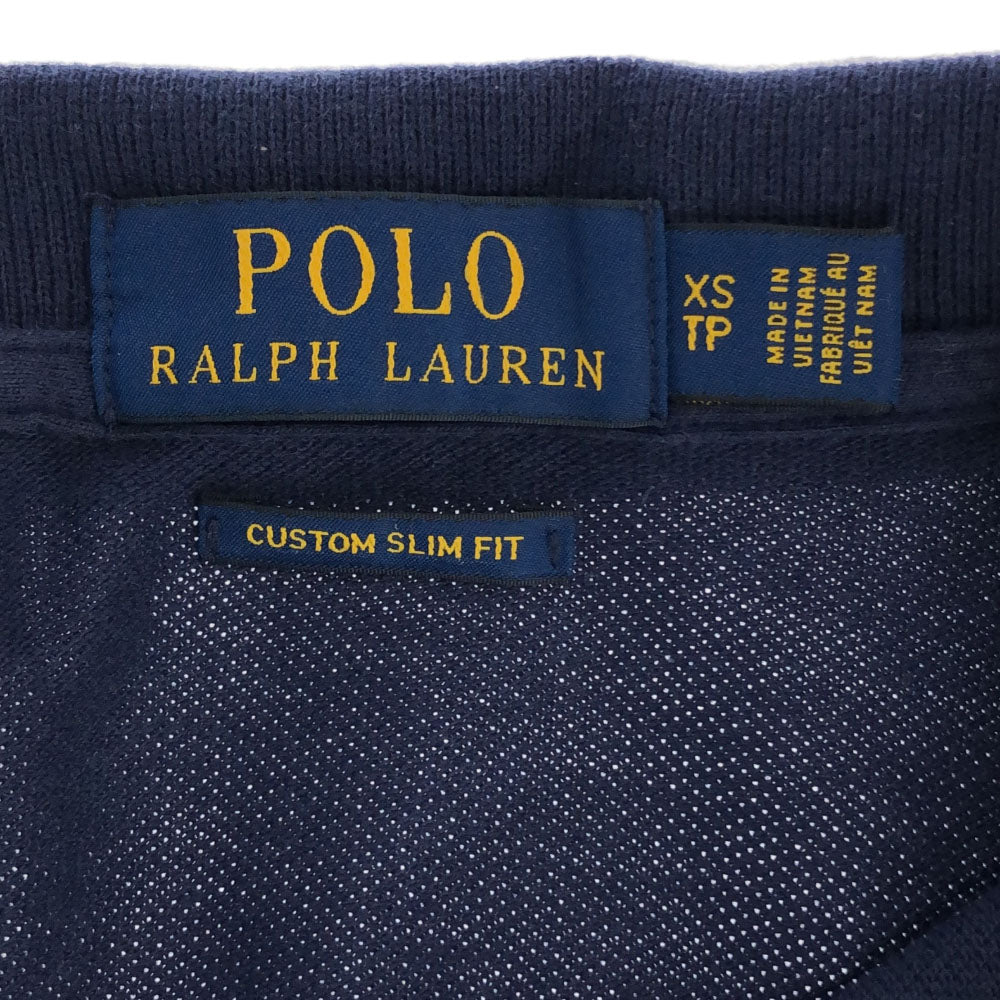 POLO
RALPH LAUREN
XS
TP
MADE IN
VIETNAM
FABRIQUÉ AU
VIÊT NAM
CUSTOM SLIM FIT